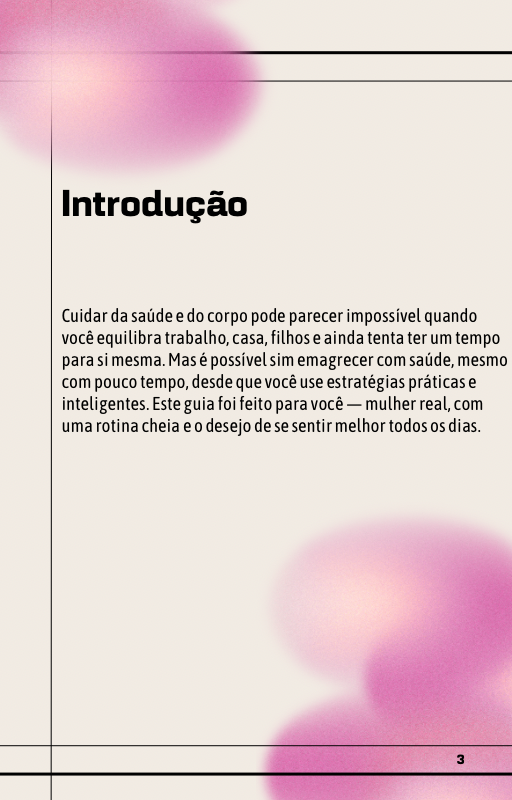 Introdução
Cuidar da saúde e do corpo pode parecer impossível quando
você equilibra trabalho, casa, filhos e ainda tenta ter um tempo
para si mesma. Mas é possível sim emagrecer com saúde, mesmo
com pouco tempo, desde que você use estratégias práticas e
inteligentes. Este guia foi feito para você — mulher real, com
uma rotina cheia e o desejo de se sentir melhor todos os dias.
3